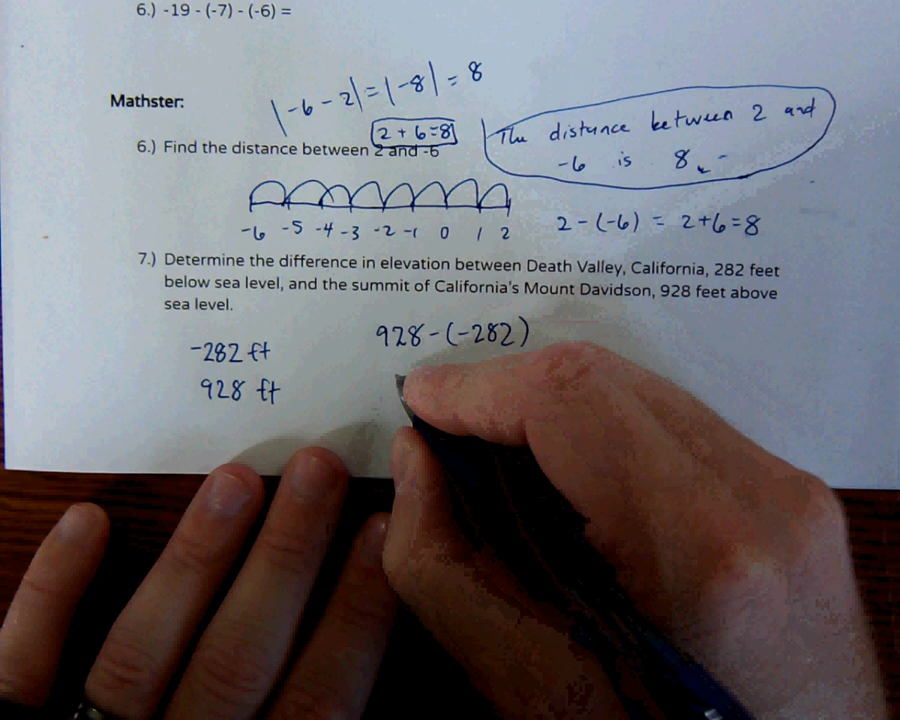 6.) -19 - (-7) - (-6) =
|-6 - 2| = |-8| = 8
Mathster:
2 + 6 = 8
The distance between 2 and
-6 is 8
6.) Find the distance between 2 and -6
-6 -5 -4 -3 -2 -1 0 1 2
2 - (-6) = 2+6=8
7.) Determine the difference in elevation between Death Valley, California, 282 feet
below sea level, and the summit of California's Mount Davidson, 928 feet above
sea level.
-282 ft
928 - (-282)
928 ft